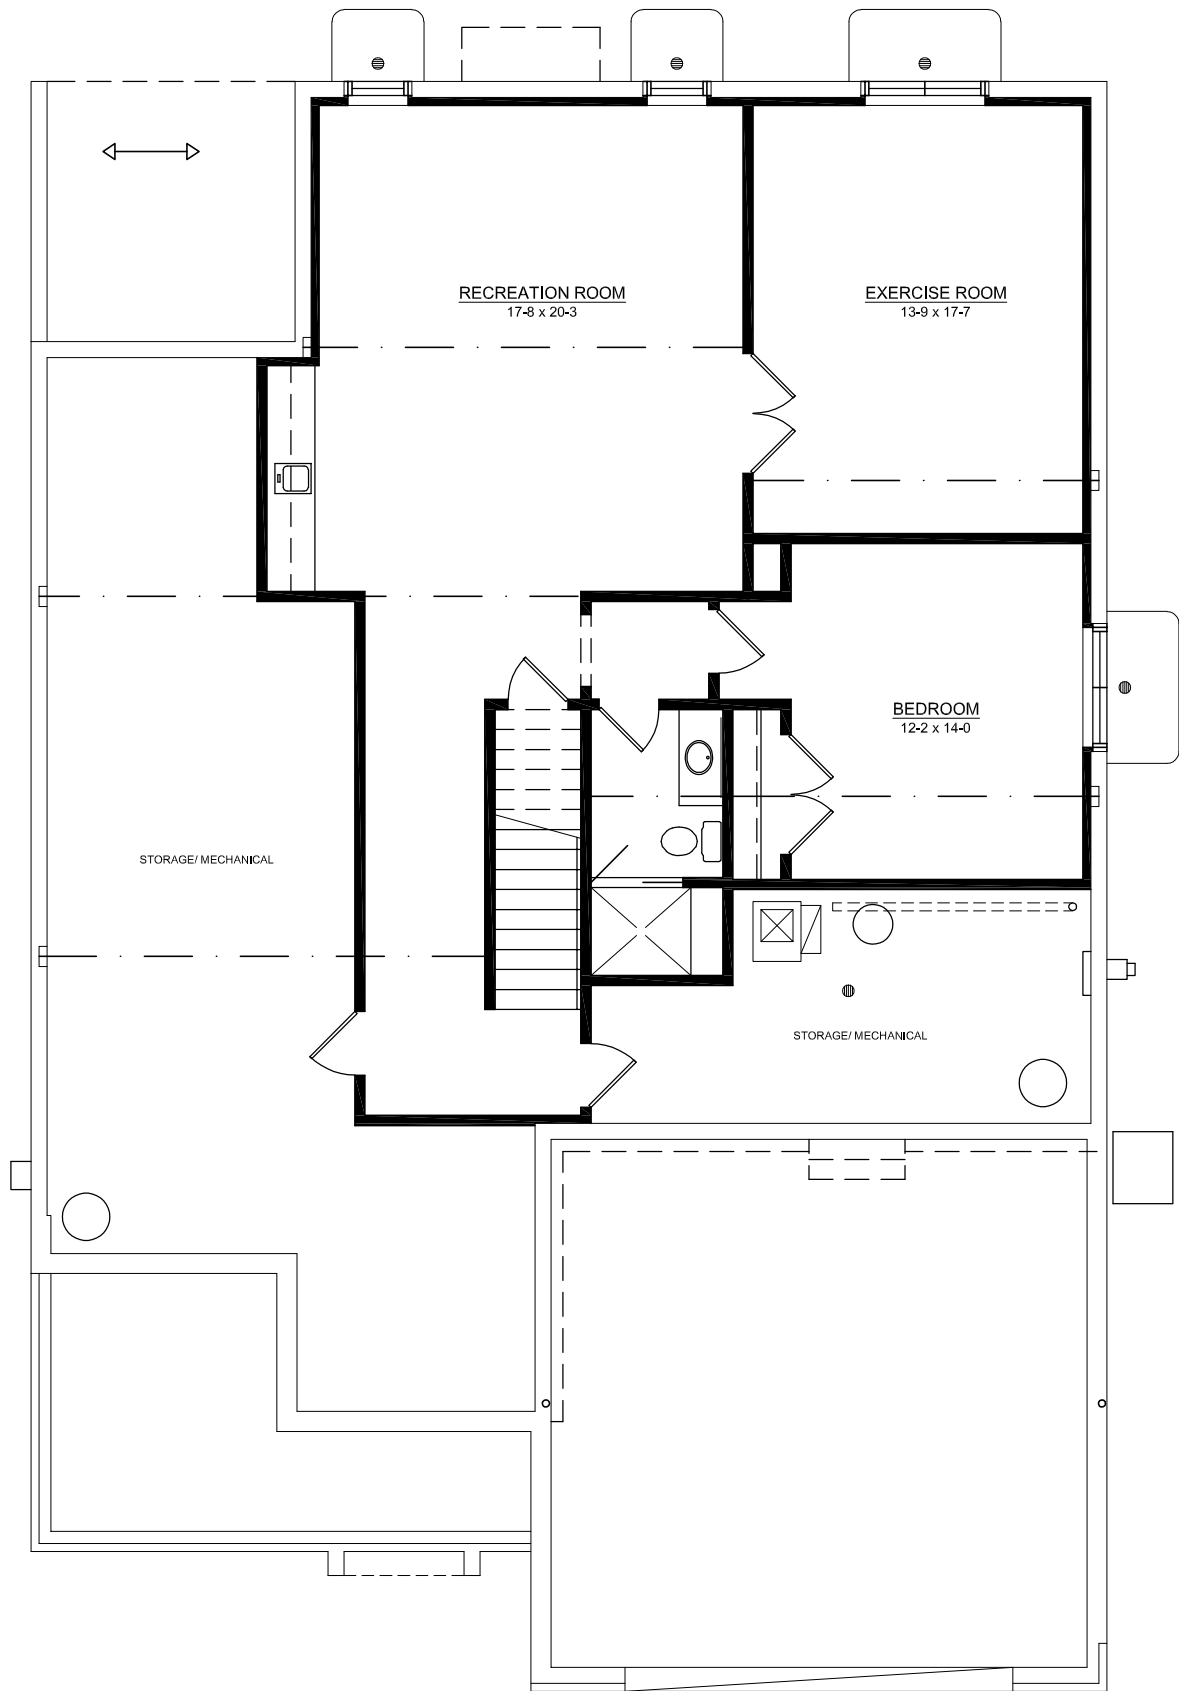 RECREATION ROOM
17-8 x 20-3
EXERCISE ROOM
13-9 x 17-7
BEDROOM
12-2 x 14-0
STORAGE/ MECHANICAL
STORAGE/ MECHANICAL